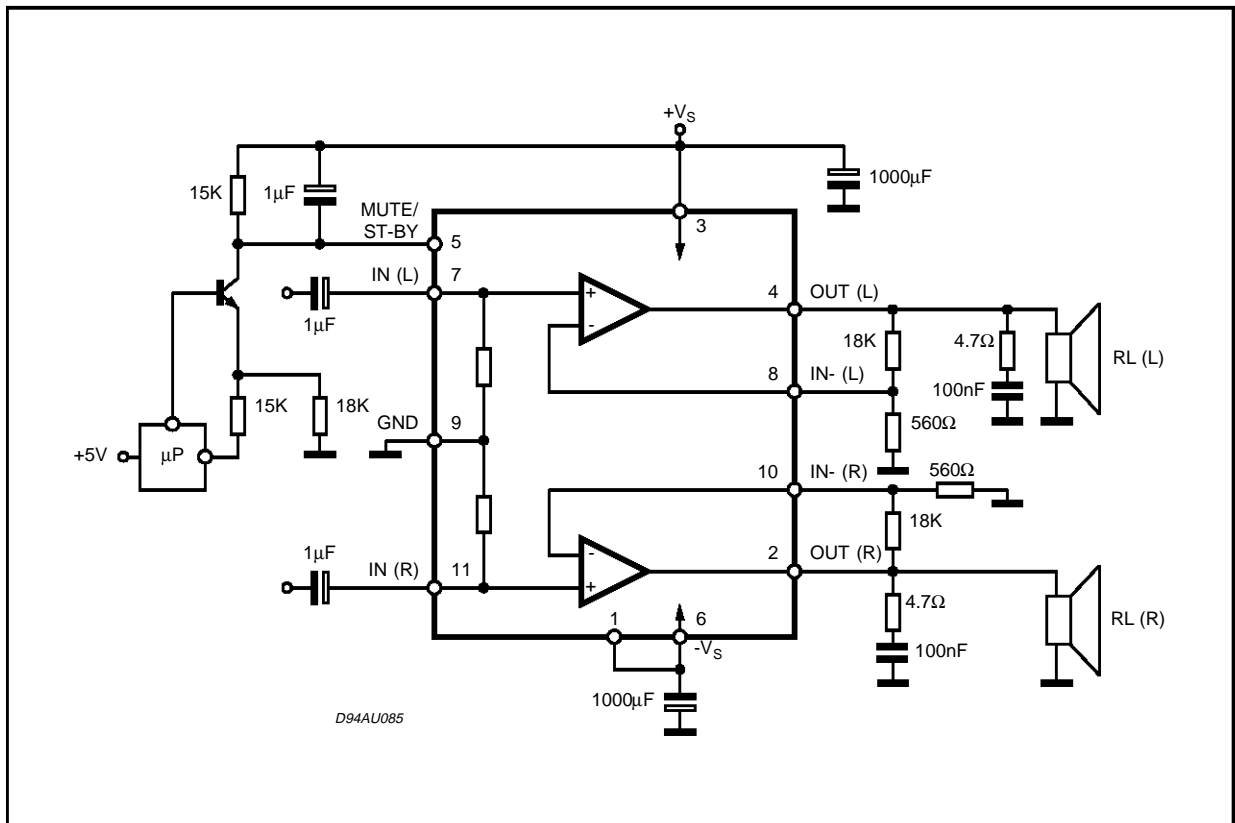 +VS
15K
1µF
1000µF
MUTE/
ST-BY
5
3
IN (L)
7
4
OUT (L)
1µF
+
-
18K
4.7Ω
RL (L)
8
IN- (L)
100nF
15K
18K
GND
9
560Ω
+5V
µP
10
IN- (R)
560Ω
18K
1µF
IN (R)
11
-
+
2
OUT (R)
4.7Ω
RL (R)
1
6
-VS
100nF
1000µF
D94AU085